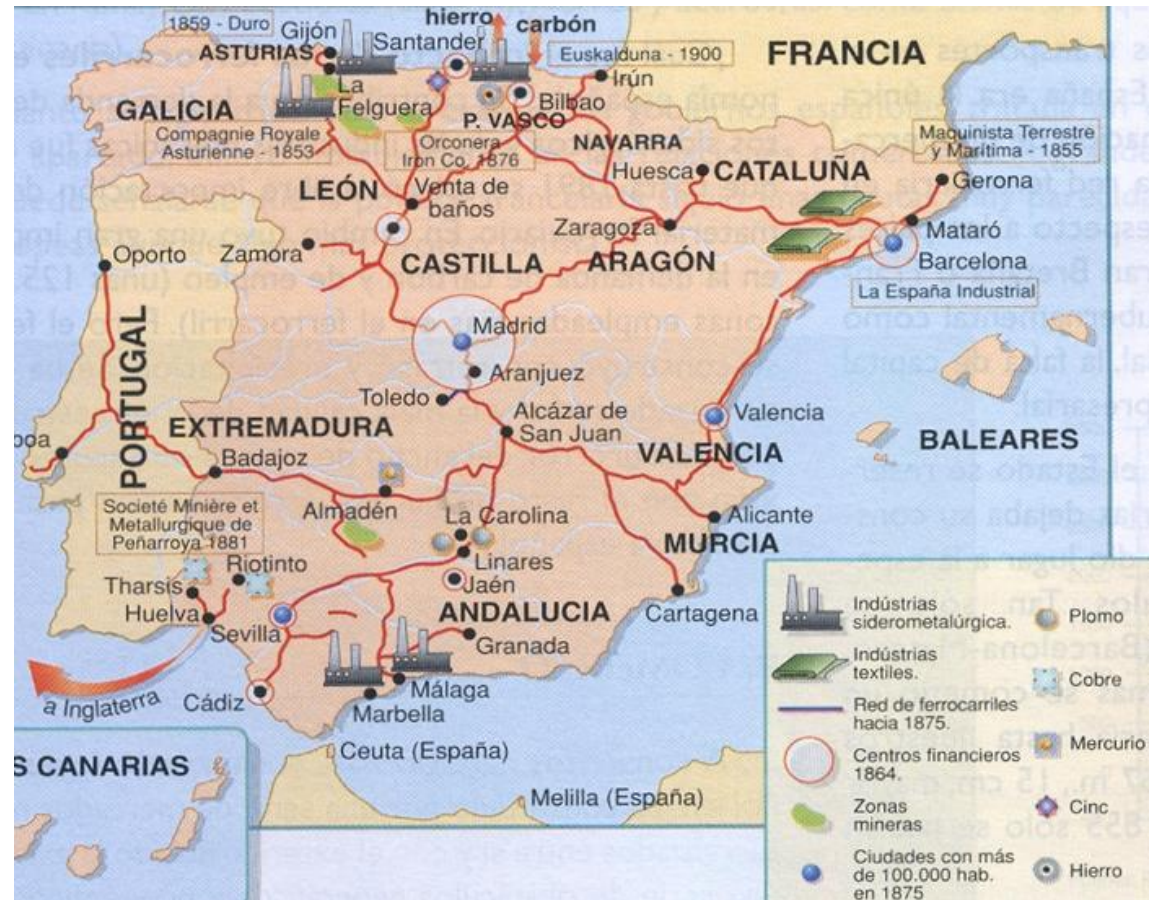 1859 - Duro
Gijón
ASTURIAS
hierro
carbón
Santander
Euskalduna - 1900
FRANCIA
Irún
La
Felguera
GALICIA
Bilbao
P. VASCO
Compagnie Royale
Asturienne - 1853
Orconera
Iron Co. 1876
NAVARRA
Maquinista Terrestre
y Marítima - 1855
Huesca
CATALUÑA
Gerona
LEÓN
Venta de
baños
Zaragoza
Mataró
Oporto
Zamora
CASTILLA
ARAGÓN
Barcelona
La España Industrial
Madrid
PORTUGAL
Aranjuez
Toledo
Alcázar de
San Juan
Valencia
EXTREMADURA
VALENCIA
BALEARES
boa
Badajoz
Societé Minière et
Metallurgique de
Peñarroya 1881
Almadén
La Carolina
Alicante
MURCIA
Riotinto
Linares
Tharsis
Jaén
Huelva
ANDALUCIA
Cartagena
Sevilla
Granada
a Inglaterra
Cádiz
Málaga
Marbella
Ceuta (España)
Melilla (España)
S CANARIAS
Indústrias
siderometalúrgica.
Plomo
Indústrias
textiles.
Cobre
Red de ferrocarriles
hacia 1875.
Mercurio
Centros financieros
1864.
Zonas
mineras
Cinc
Ciudades con más
de 100.000 hab.
en 1875
Hierro